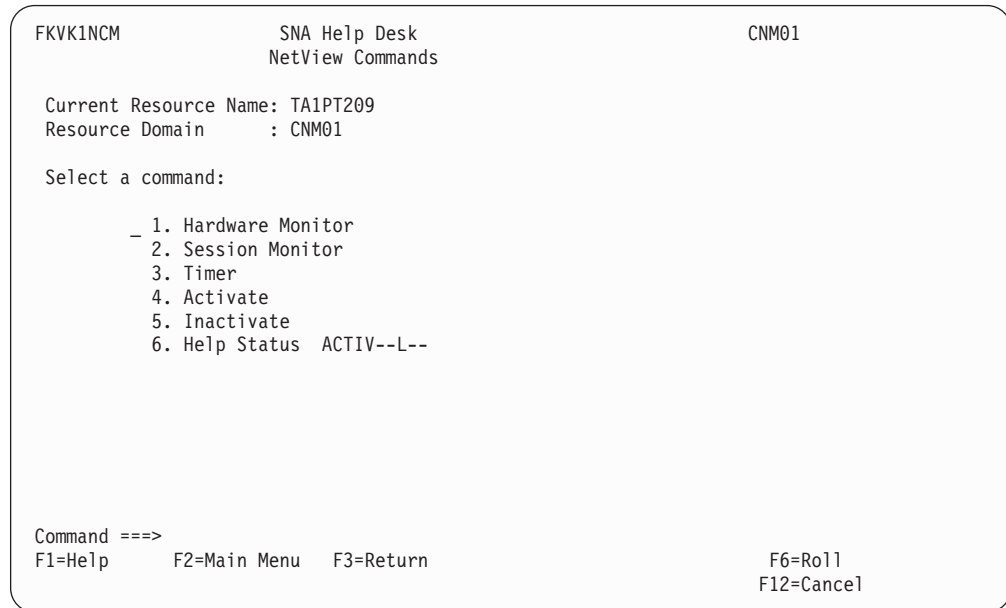 FKVK1NCM SNA Help Desk CNM01
NetView Commands
Current Resource Name: TA1PT209
Resource Domain : CNM01
Select a command:
_ 1. Hardware Monitor
2. Session Monitor
3. Timer
4. Activate
5. Inactivate
6. Help Status ACTIV--L--
Command ===>
F1=Help F2=Main Menu F3=Return F6=Roll
F12=Cancel